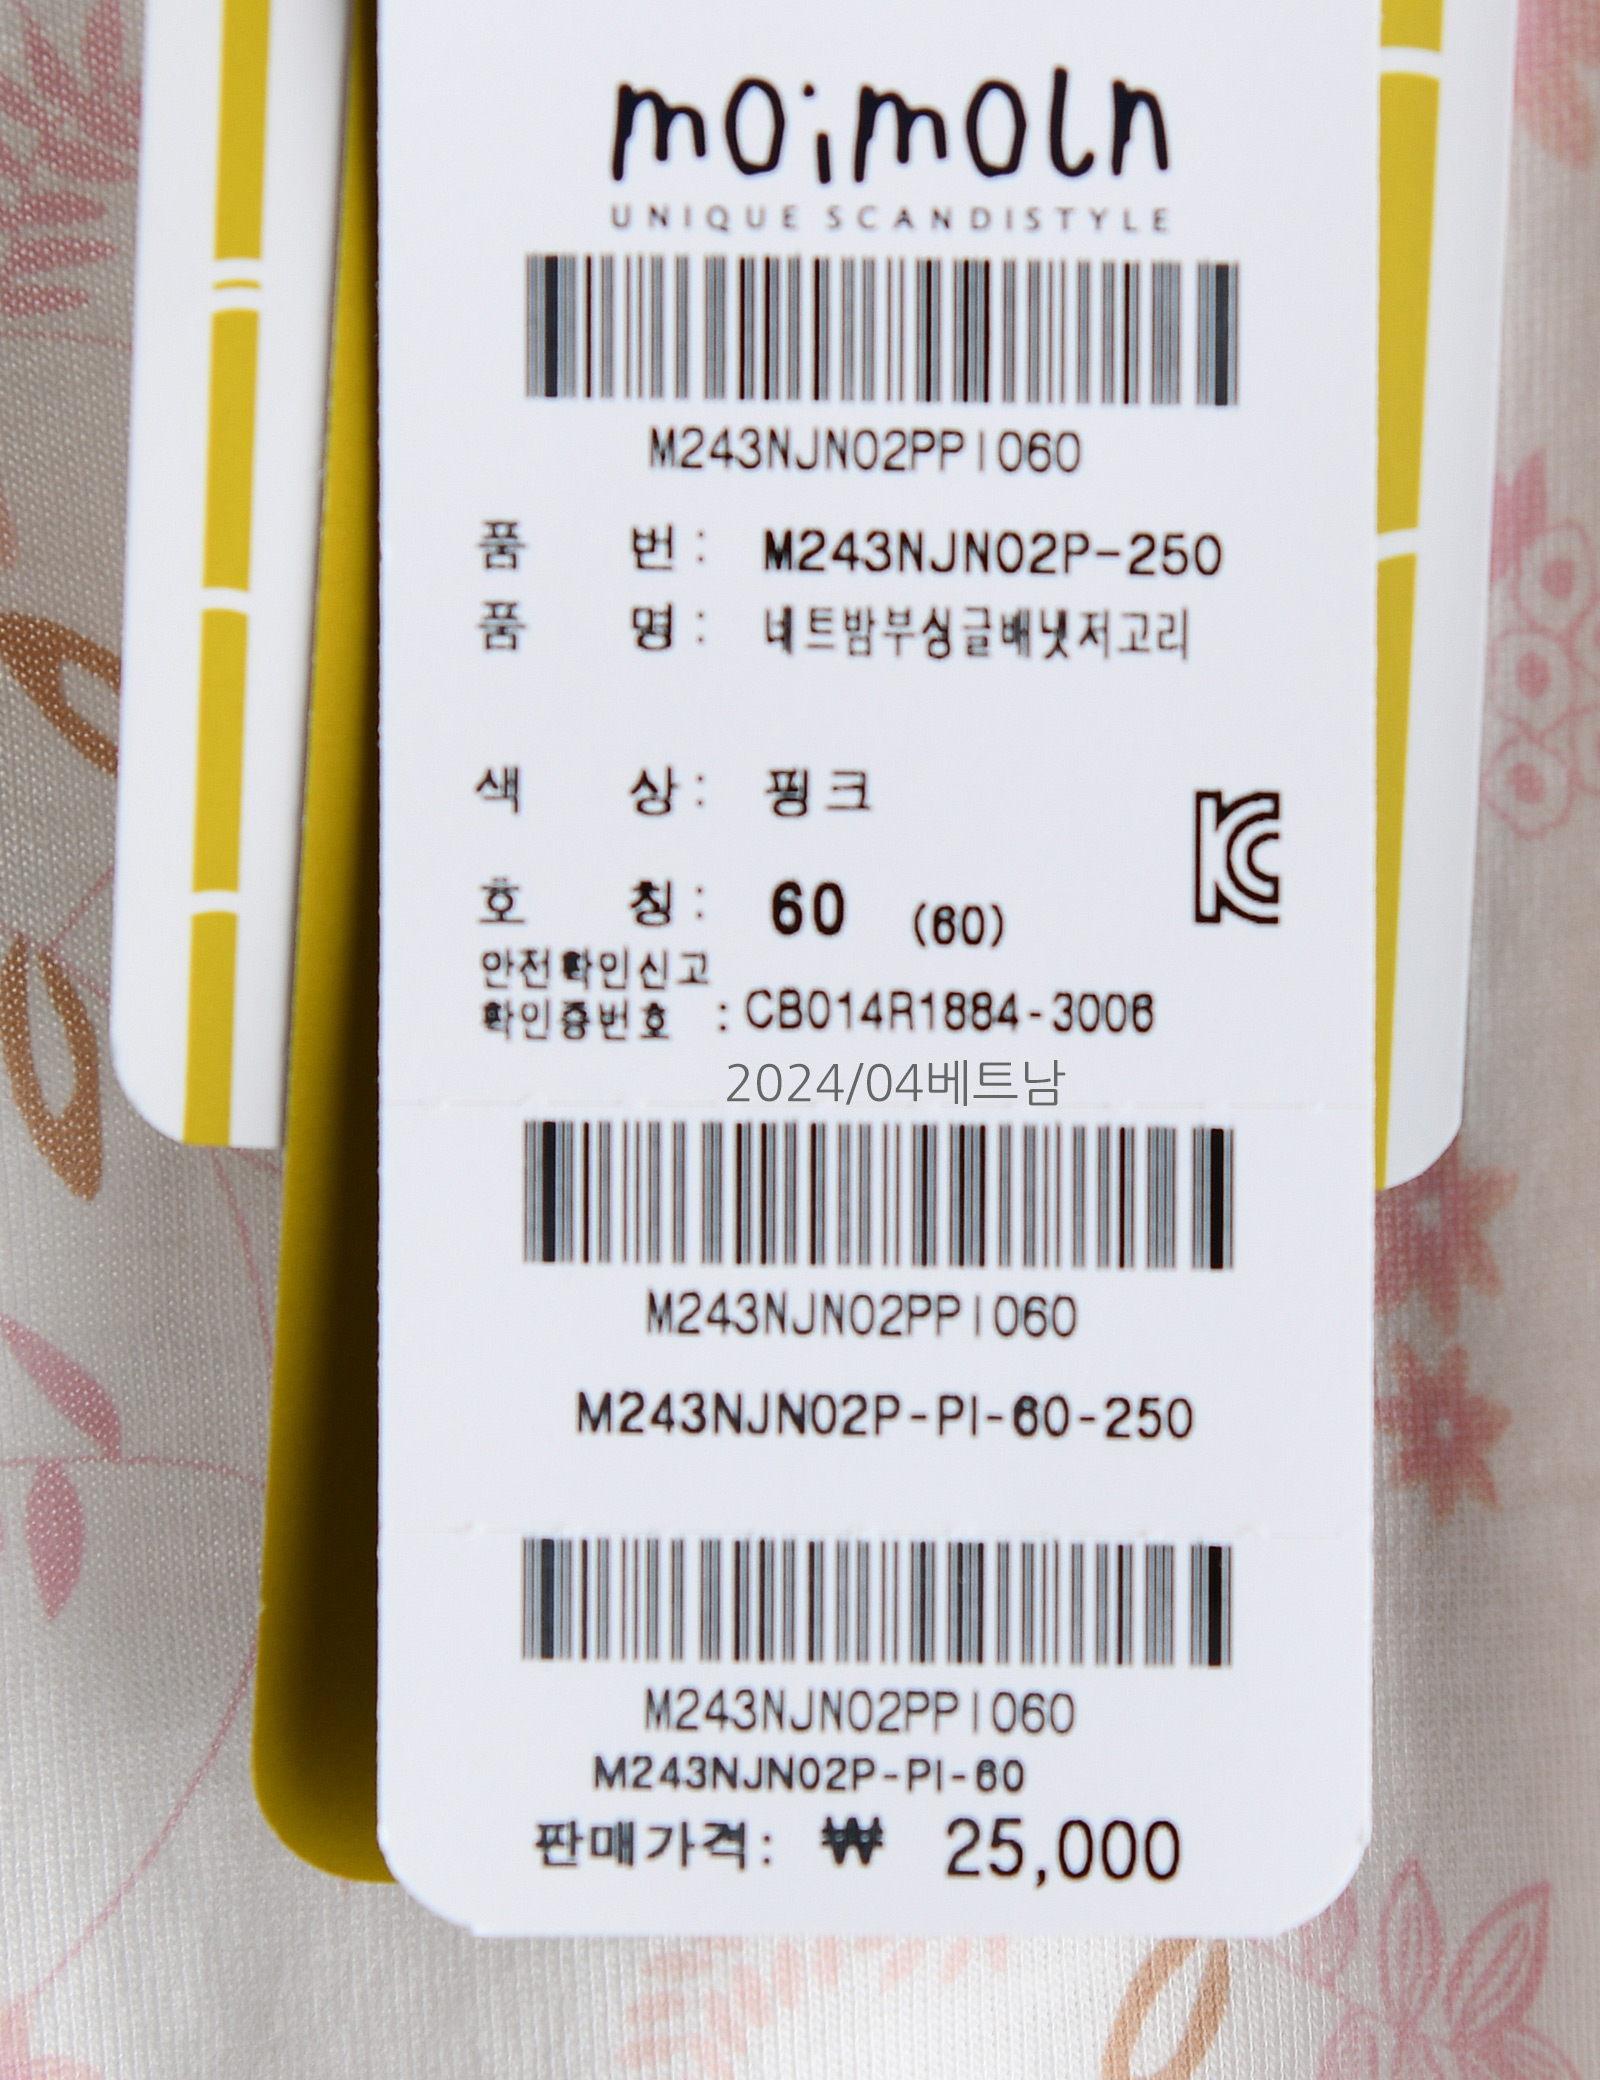 moimoln
UNIQUE SCANDISTYLE
M243NJN02PPI060
품 번 : M243NJN02P-250
품 명 : 네트밤부싱글배냇저고리
색 상 : 핑크
호 칭 : 60 (60)
안전확인신고
확인증번호 : CB014R1884-3006
2024/04베트남
M243NJN02PPI060
M243NJN02P-PI-60-250
M243NJN02PPI060
M243NJN02P-PI-60
판매가격: ₩ 25,000